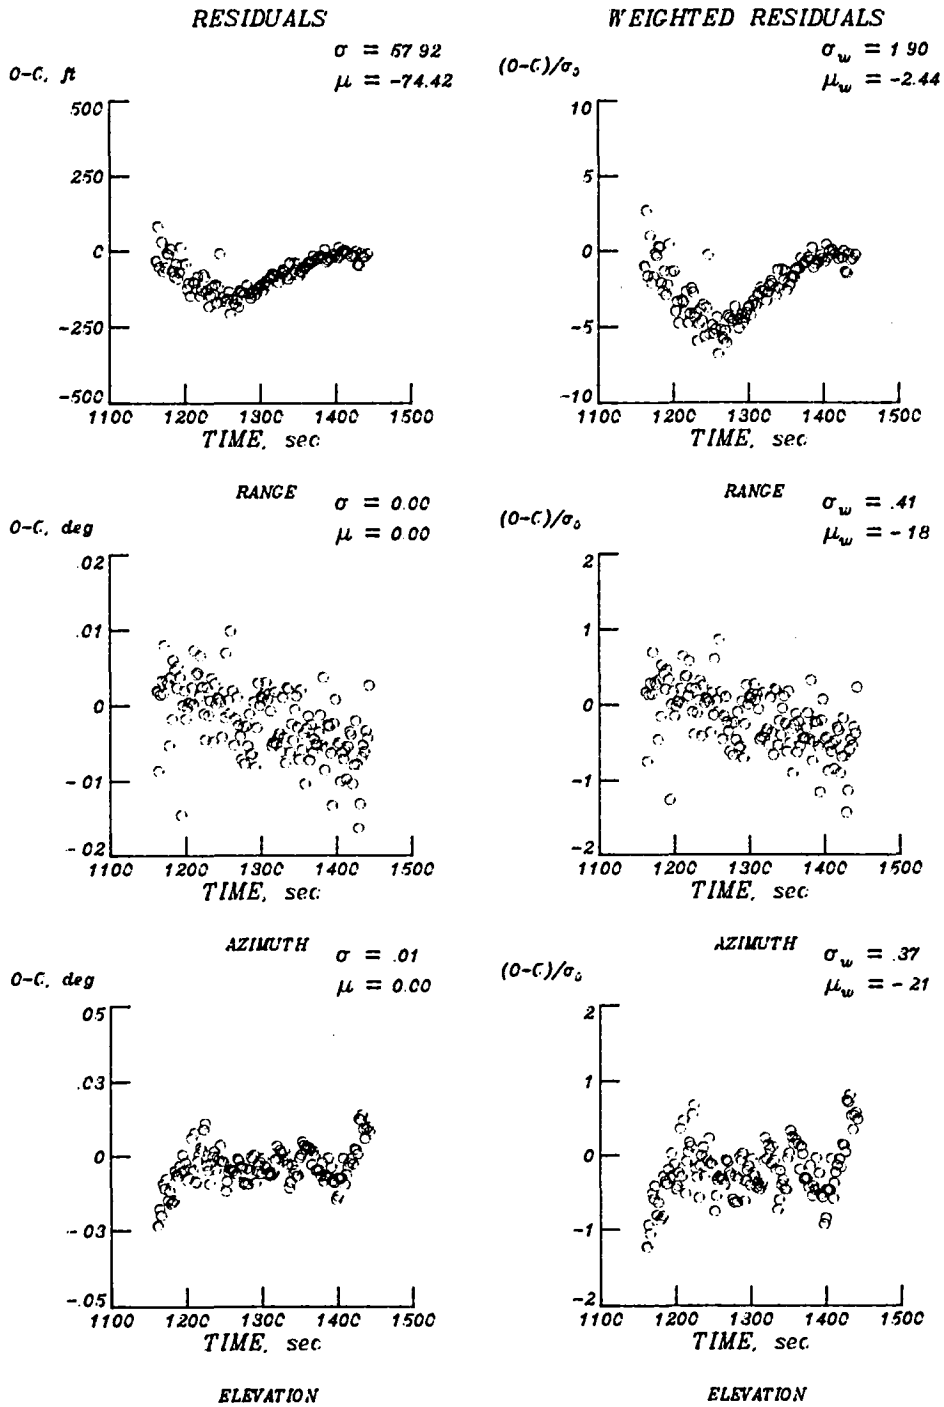 RESIDUALS
WEIGHTED RESIDUALS
O-C, ft
σ = 57 92
μ = -74.42
(O-C)/σ₀
σw = 1 90
μw = -2.44
500
250
0
-250
-500
1100 1200 1300 1400 1500
TIME, sec
RANGE
10
5
0
-5
-10
1100 1200 1300 1400 1500
TIME, sec
RANGE
O-C, deg
σ = 0.00
μ = 0.00
(O-C)/σ₀
σw = .41
μw = - 18
.02
.01
0
-.01
-.02
1100 1200 1300 1400 1500
TIME, sec
AZIMUTH
2
1
0
-1
-2
1100 1200 1300 1400 1500
TIME, sec
AZIMUTH
O-C, deg
σ = .01
μ = 0.00
(O-C)/σ₀
σw = .37
μw = - 21
.05
.03
0
-.03
-.05
1100 1200 1300 1400 1500
TIME, sec
ELEVATION
2
1
0
-1
-2
1100 1200 1300 1400 1500
TIME, sec
ELEVATION